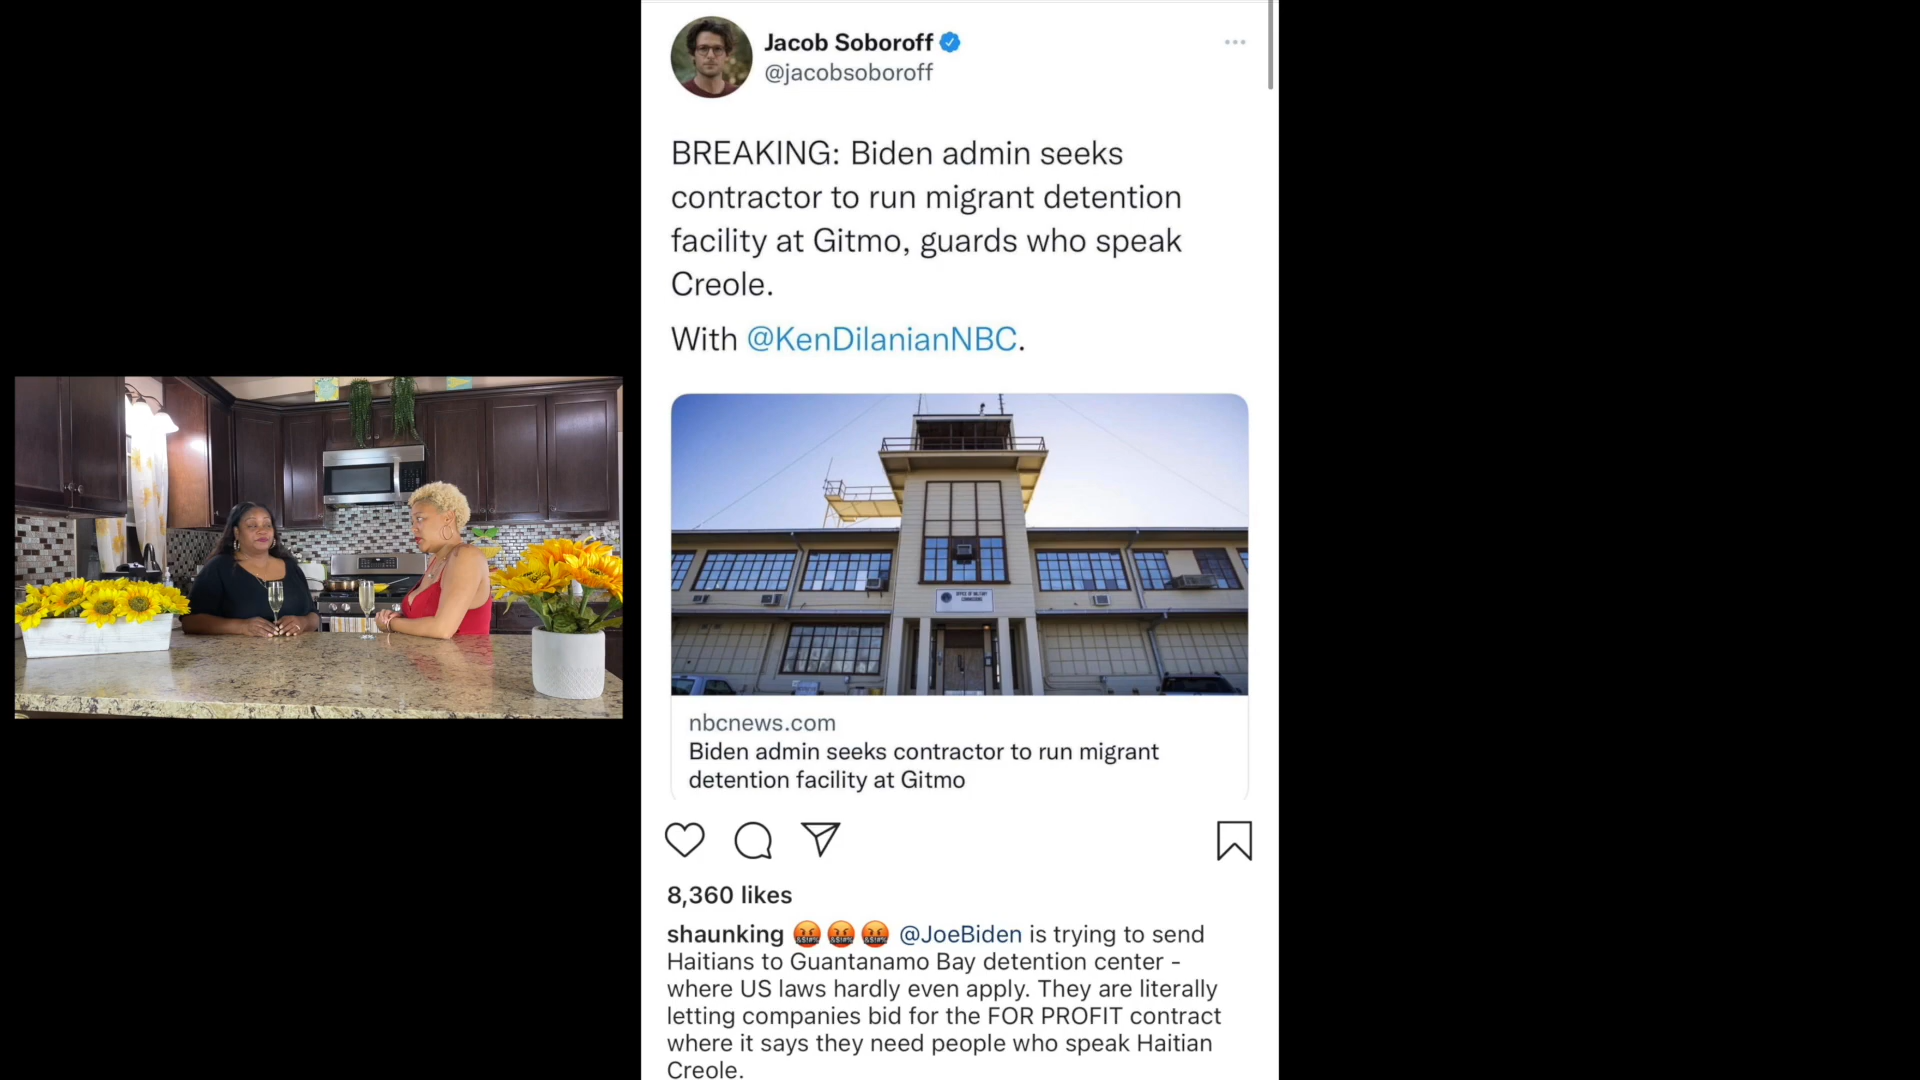 Jacob Soboroff
@jacobsoboroff
BREAKING: Biden admin seeks
contractor to run migrant detention
facility at Gitmo, guards who speak
Creole.
With @KenDilanianNBC.
OFFICE OF MILITARY
COMMISSIONS
nbcnews.com
Biden admin seeks contractor to run migrant
detention facility at Gitmo
8,360 likes
shaunking @JoeBiden is trying to send
Haitians to Guantanamo Bay detention center -
where US laws hardly even apply. They are literally
letting companies bid for the FOR PROFIT contract
where it says they need people who speak Haitian
Creole.